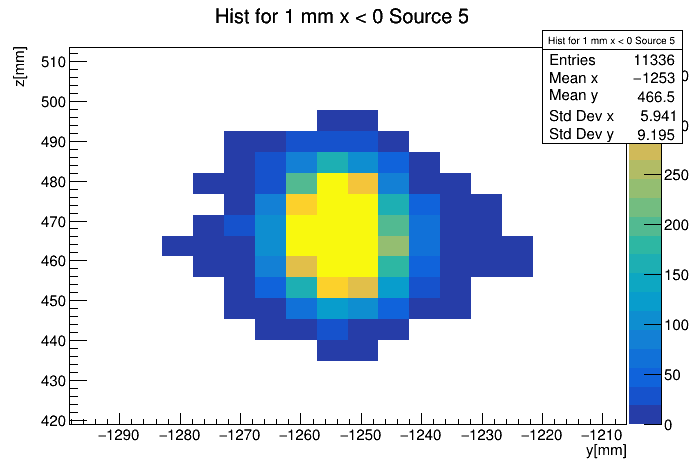 Hist for 1 mm x < 0 Source 5
z[mm]
510
500
490
480
470
460
450
440
430
420
−1290 −1280 −1270 −1260 −1250 −1240 −1230 −1220 −1210
y[mm]
Hist for 1 mm x < 0 Source 5
Entries 11336
Mean x −1253
Mean y 466.5
Std Dev x 5.941
Std Dev y 9.195
250
200
150
100
50
0